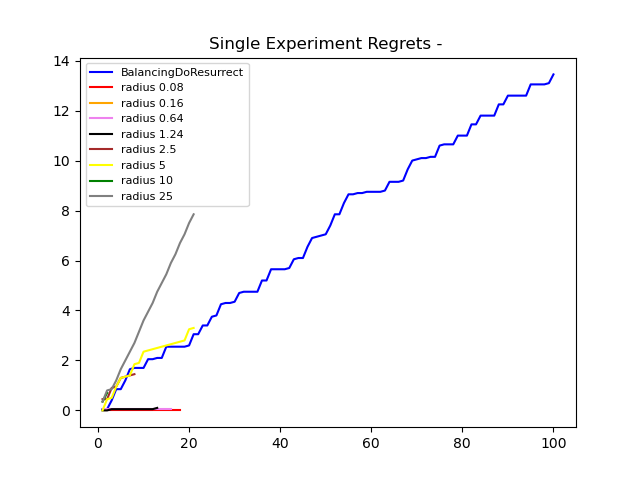 Single Experiment Regrets -
14
12
10
8
6
4
2
0
BalancingDoResurrect
radius 0.08
radius 0.16
radius 0.64
radius 1.24
radius 2.5
radius 5
radius 10
radius 25
0 20 40 60 80 100